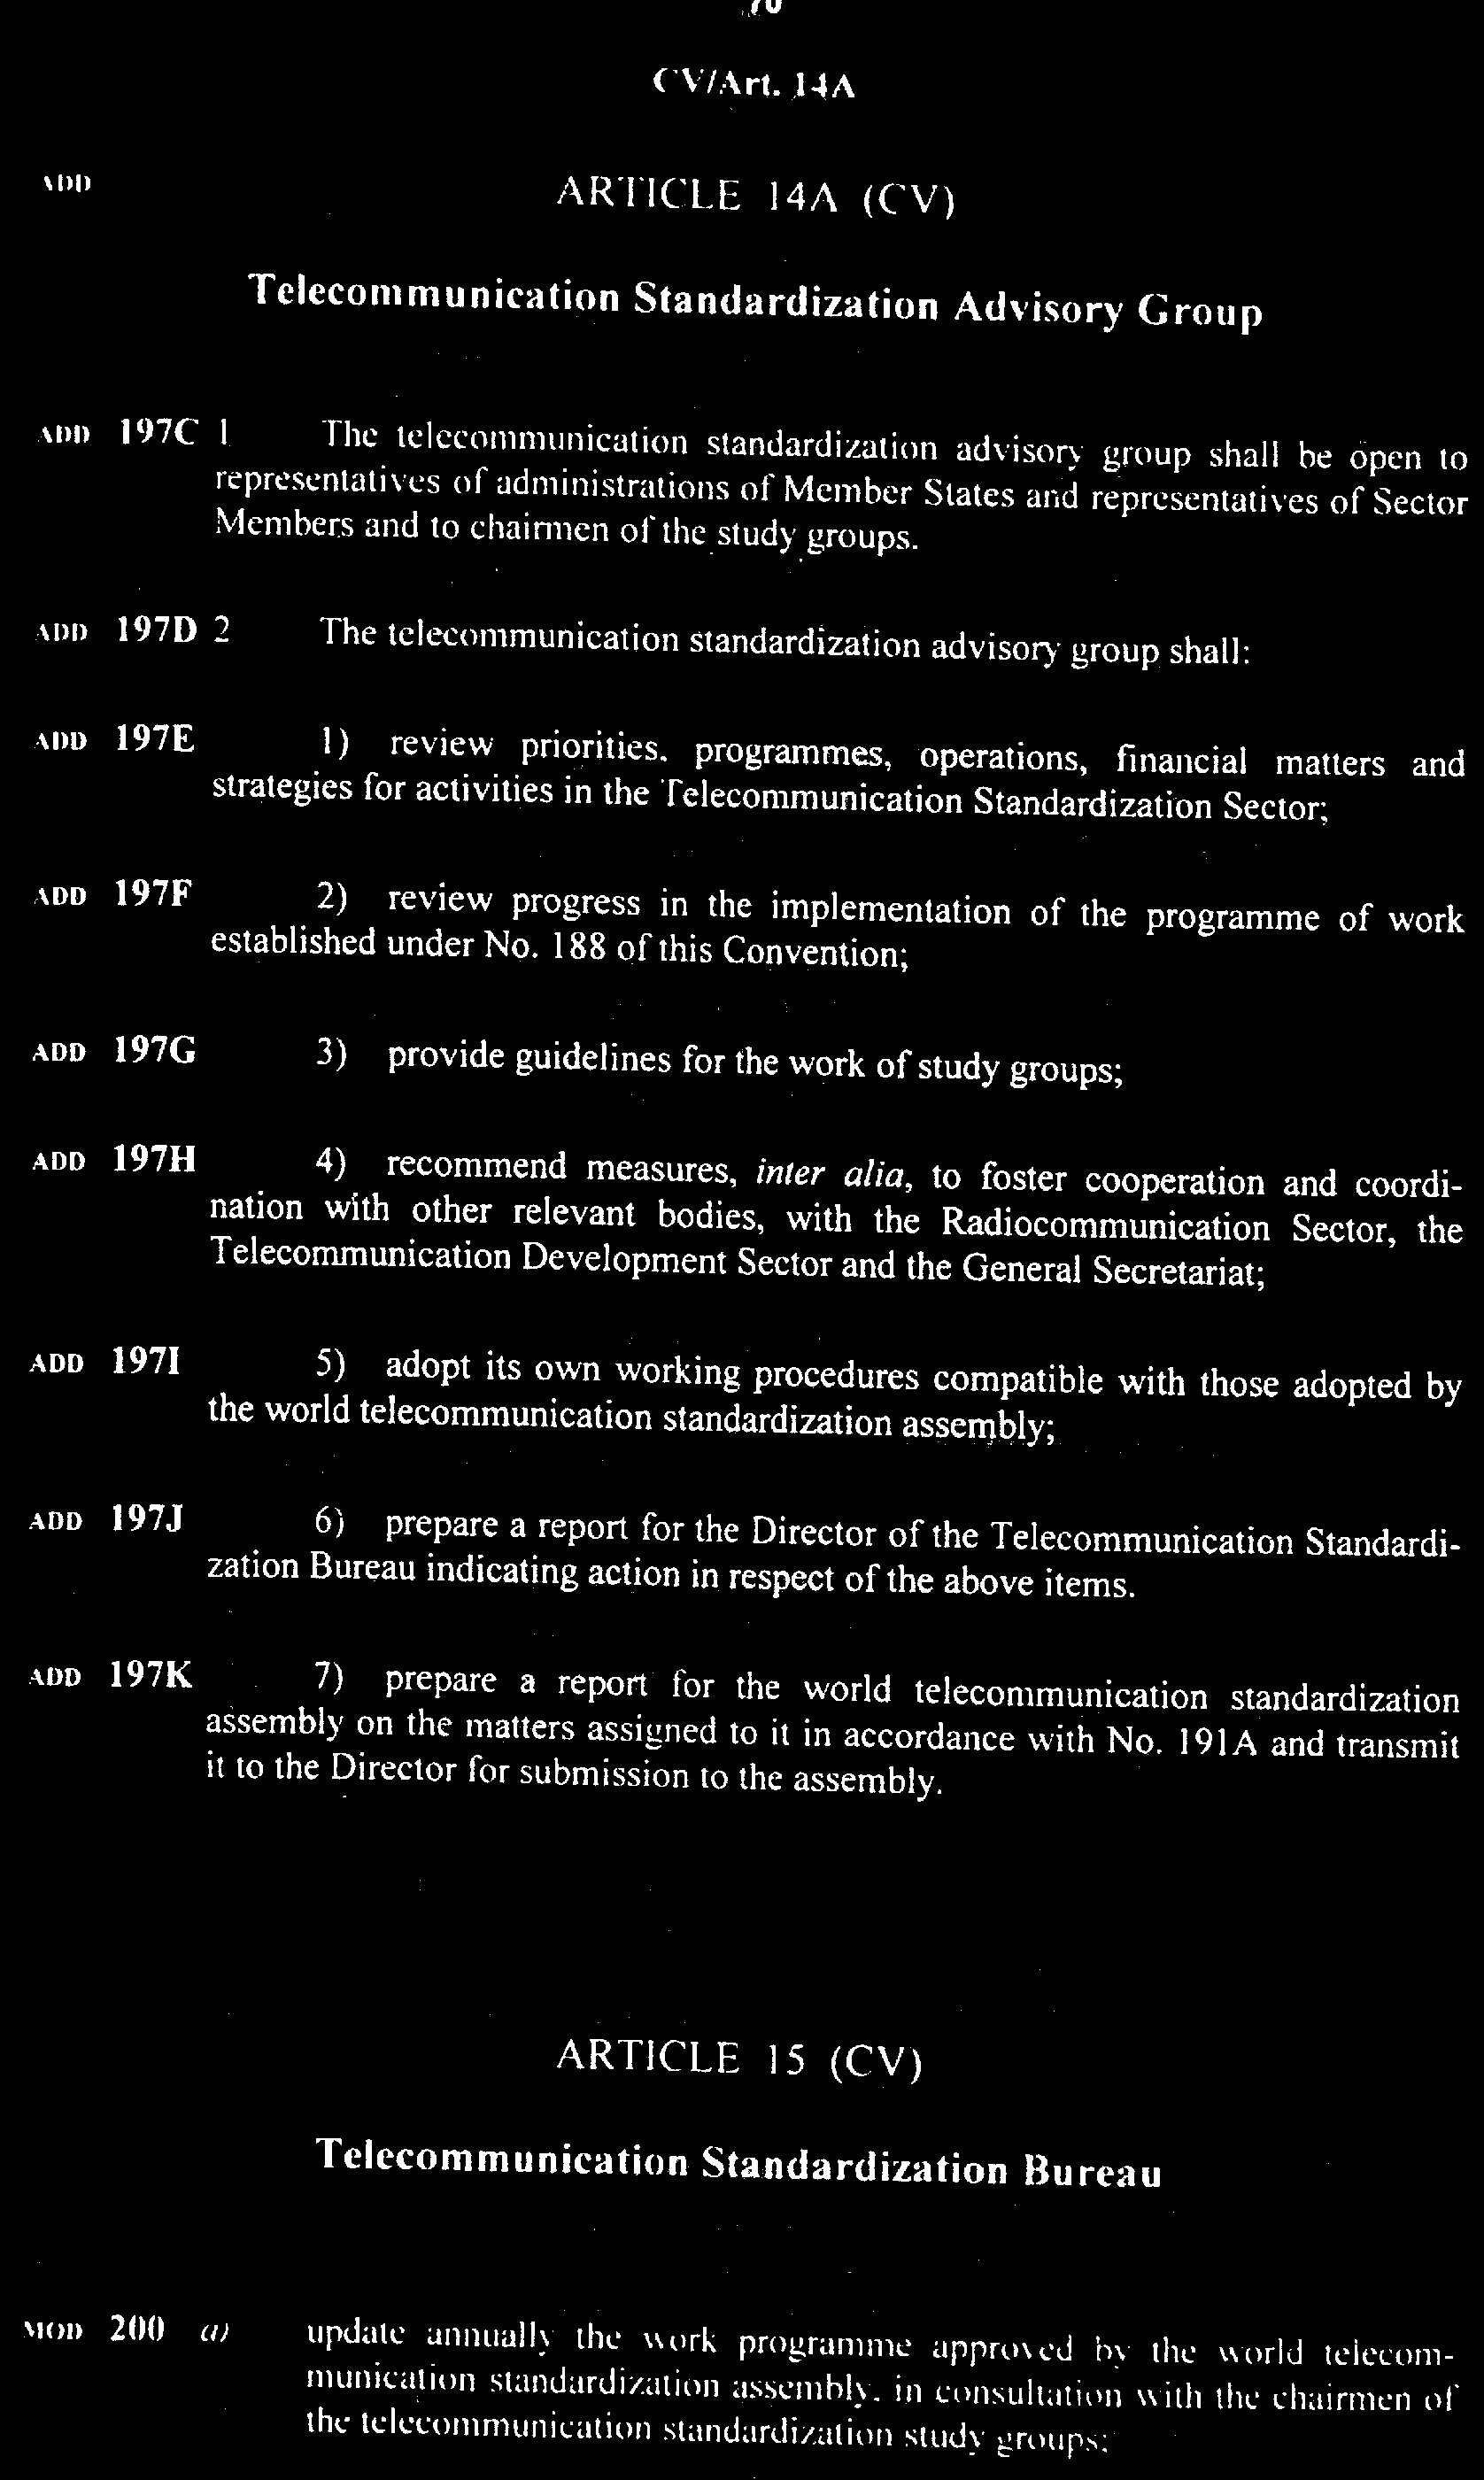 70
CV/Art. 14A
ADD ARTICLE 14A (CV)
Telecommunication Standardization Advisory Group
ADD 197C 1 The telecommunication standardization advisory group shall be open to
representatives of administrations of Member States and representatives of Sector
Members and to chairmen of the study groups.
ADD 197D 2 The telecommunication standardization advisory group shall:
ADD 197E 1) review priorities, programmes, operations, financial matters and
strategies for activities in the Telecommunication Standardization Sector;
ADD 197F 2) review progress in the implementation of the programme of work
established under No. 188 of this Convention;
ADD 197G 3) provide guidelines for the work of study groups;
ADD 197H 4) recommend measures, inter alia, to foster cooperation and coordi-
nation with other relevant bodies, with the Radiocommunication Sector, the
Telecommunication Development Sector and the General Secretariat;
ADD 197I 5) adopt its own working procedures compatible with those adopted by
the world telecommunication standardization assembly;
ADD 197J 6) prepare a report for the Director of the Telecommunication Standardi-
zation Bureau indicating action in respect of the above items.
ADD 197K 7) prepare a report for the world telecommunication standardization
assembly on the matters assigned to it in accordance with No. 191A and transmit
it to the Director for submission to the assembly.
ARTICLE 15 (CV)
Telecommunication Standardization Bureau
MOD 200 a) update annually the work programme approved by the world telecom-
munication standardization assembly, in consultation with the chairmen of
the telecommunication standardization study groups;